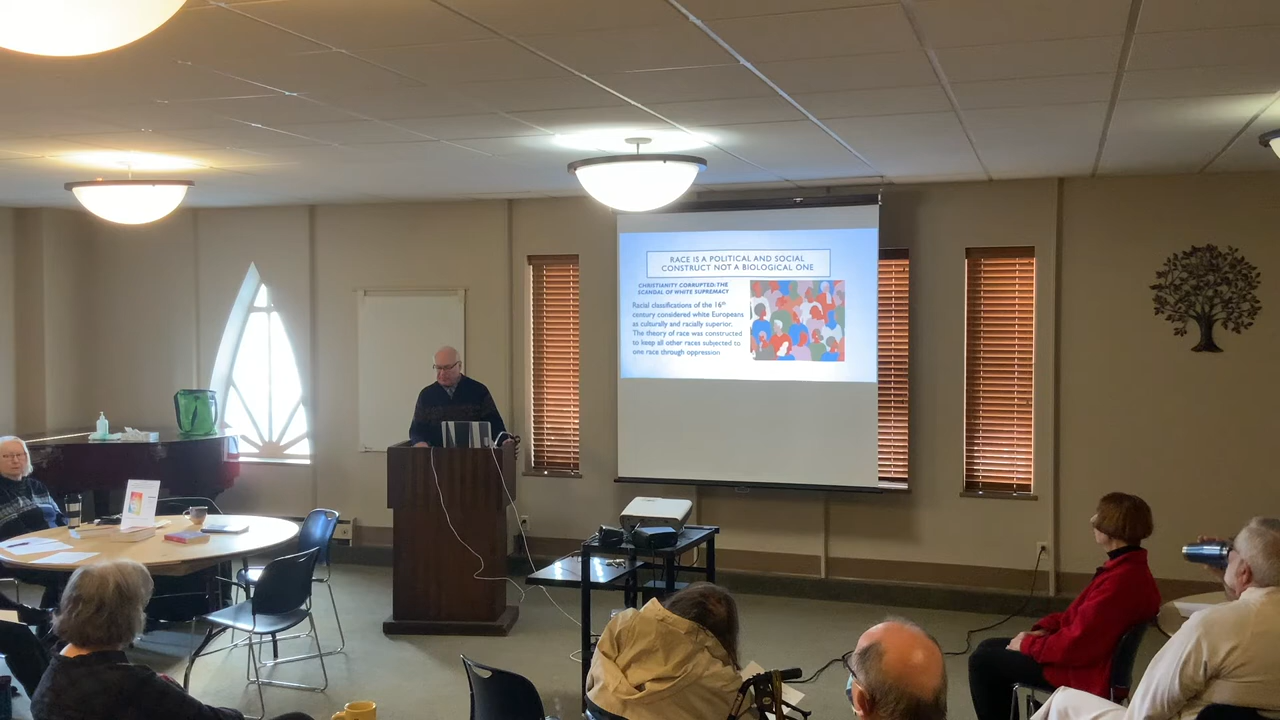 RACE IS A POLITICAL AND SOCIAL
CONSTRUCT NOT A BIOLOGICAL ONE
CHRISTIANITY CORRUPTED: THE
SCANDAL OF WHITE SUPREMACY
Racial classifications of the 16th
century considered white Europeans
as culturally and racially superior.
The theory of race was constructed
to keep all other races subjected to
one race through oppression